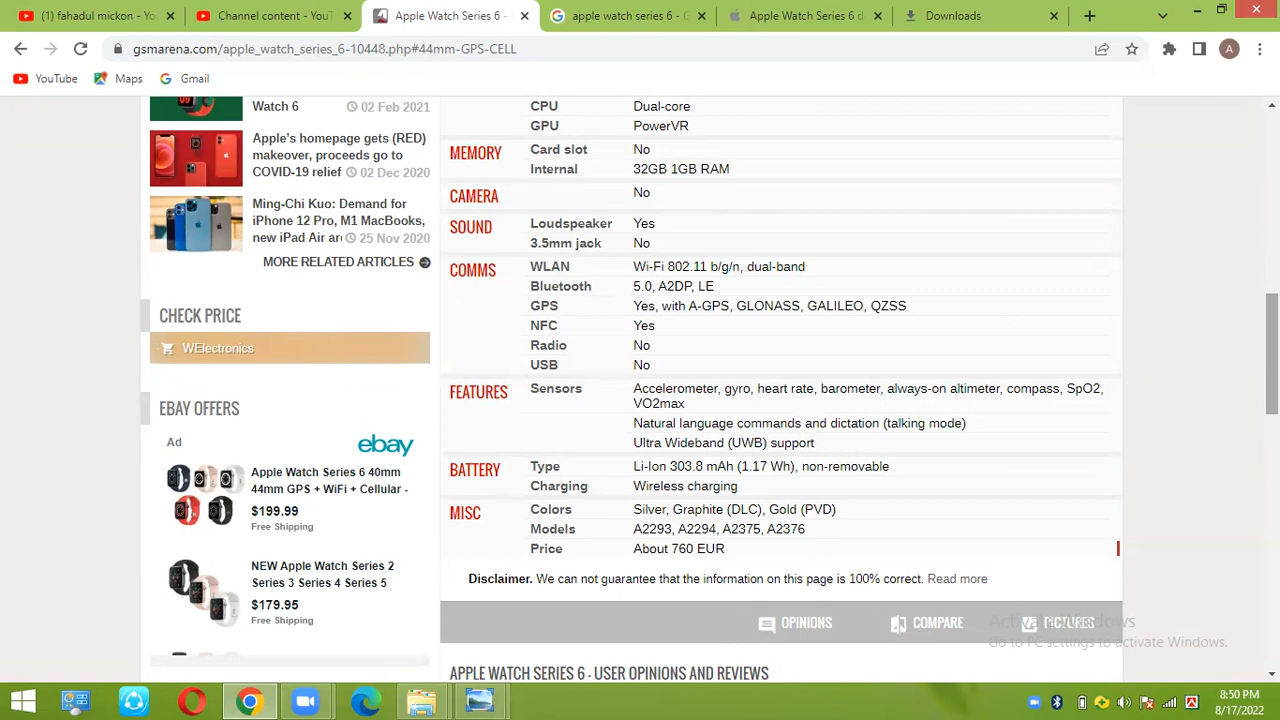 (1) fahadul mickon - Y
Channel content - YouT
Apple Watch Series 6 -
apple watch series 6 - G
Apple Watch Series 6 d
Downloads
gsmarena.com/apple_watch_series_6-10448.php#44mm-GPS-CELL
A
YouTube
Maps
Gmail
Watch 6
02 Feb 2021
Apple's homepage gets (RED)
makeover, proceeds go to
COVID-19 relief
02 Dec 2020
Ming-Chi Kuo: Demand for
iPhone 12 Pro, M1 MacBooks,
new iPad Air ar
25 Nov 2020
MORE RELATED ARTICLES
CHECK PRICE
WElectronics
EBAY OFFERS
Ad
ebay
Apple Watch Series 6 40mm
44mm GPS + WiFi + Cellular -
$199.99
Free Shipping
NEW Apple Watch Series 2
Series 3 Series 4 Series 5
$179.95
Free Shipping
CPU Dual-core
GPU PowerVR
MEMORY Card slot No
Internal 32GB 1GB RAM
CAMERA No
SOUND Loudspeaker Yes
3.5mm jack No
COMMS WLAN Wi-Fi 802.11 b/g/n, dual-band
Bluetooth 5.0, A2DP, LE
GPS Yes, with A-GPS, GLONASS, GALILEO, QZSS
NFC Yes
Radio No
USB No
FEATURES Sensors Accelerometer, gyro, heart rate, barometer, always-on altimeter, compass, SpO2,
VO2max
Natural language commands and dictation (talking mode)
Ultra Wideband (UWB) support
BATTERY Type Li-Ion 303.8 mAh (1.17 Wh), non-removable
Charging Wireless charging
MISC Colors Silver, Graphite (DLC), Gold (PVD)
Models A2293, A2294, A2375, A2376
Price About 760 EUR
Disclaimer. We can not guarantee that the information on this page is 100% correct. Read more
OPINIONS
COMPARE
PICTURES
Activate Windows
Go to PC settings to activate Windows.
APPLE WATCH SERIES 6 - USER OPINIONS AND REVIEWS
8:50 PM
8/17/2022